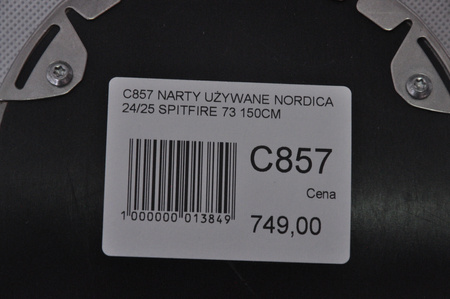 C857 NARTY UŻYWANE NORDICA
24/25 SPITFIRE 73 150CM
C857
Cena
749,00
1 000000 013849